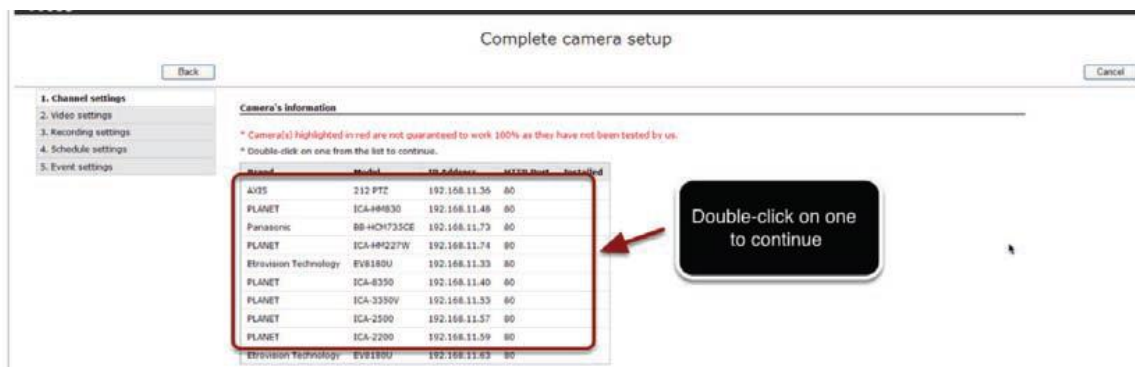 Complete camera setup
Back
Cancel
1. Channel settings
2. Video settings
3. Recording settings
4. Schedule settings
5. Event settings
Camera's information
* Camera(s) highlighted in red are not guaranteed to work 100% as they have not been tested by us.
* Double-click on one from the list to continue.
Brand Model IP Address HTTP Port Installed
AXIS 212 PTZ 192.168.11.36 80
PLANET ICA-HM830 192.168.11.48 80
Panasonic BB-HCM735CE 192.168.11.73 80
PLANET ICA-HM227W 192.168.11.74 80
Etrovision Technology EV8180U 192.168.11.33 80
PLANET ICA-8350 192.168.11.40 80
PLANET ICA-3350V 192.168.11.53 80
PLANET ICA-2500 192.168.11.57 80
PLANET ICA-2200 192.168.11.59 80
Etrovision Technology EV8180U 192.168.11.63 80
Double-click on one
to continue